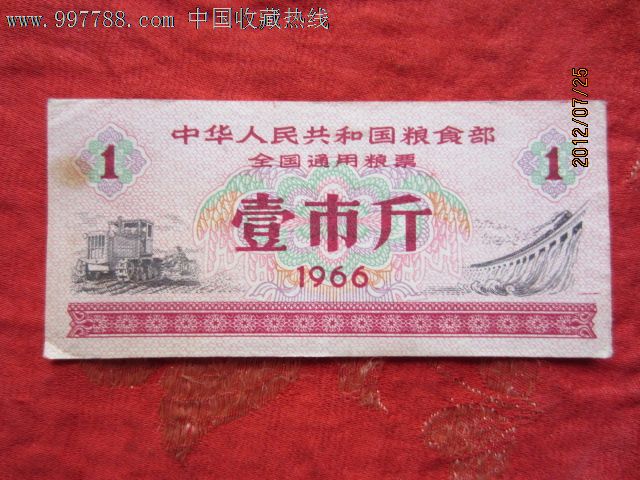 www.997788.com 中国收藏热线
2012/07/25
中华人民共和国粮食部
全国通用粮票
1
1
壹市斤
1966